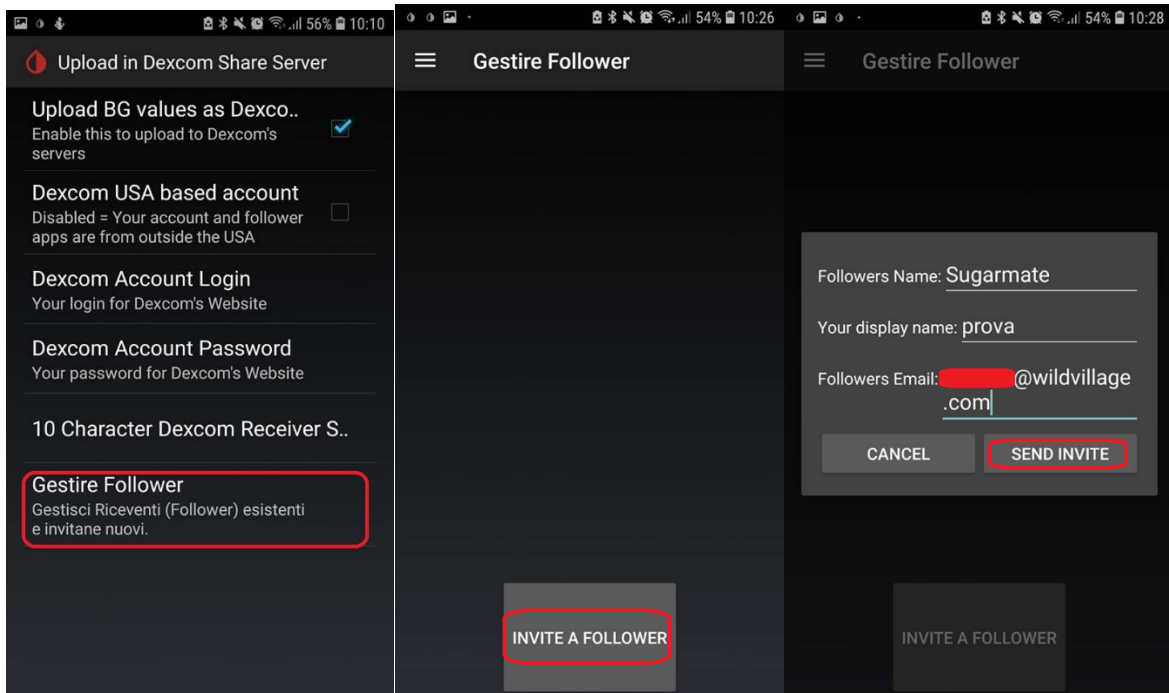 56% 10:10
Upload in Dexcom Share Server
Upload BG values as Dexco..
Enable this to upload to Dexcom's
servers
Dexcom USA based account
Disabled = Your account and follower
apps are from outside the USA
Dexcom Account Login
Your login for Dexcom's Website
Dexcom Account Password
Your password for Dexcom's Website
10 Character Dexcom Receiver S..
Gestire Follower
Gestisci Riceventi (Follower) esistenti
e invitane nuovi.
54% 10:26
Gestire Follower
INVITE A FOLLOWER
54% 10:28
Gestire Follower
Followers Name: Sugarmate
Your display name: prova
Followers Email: @wildvillage
.com
CANCEL SEND INVITE
INVITE A FOLLOWER